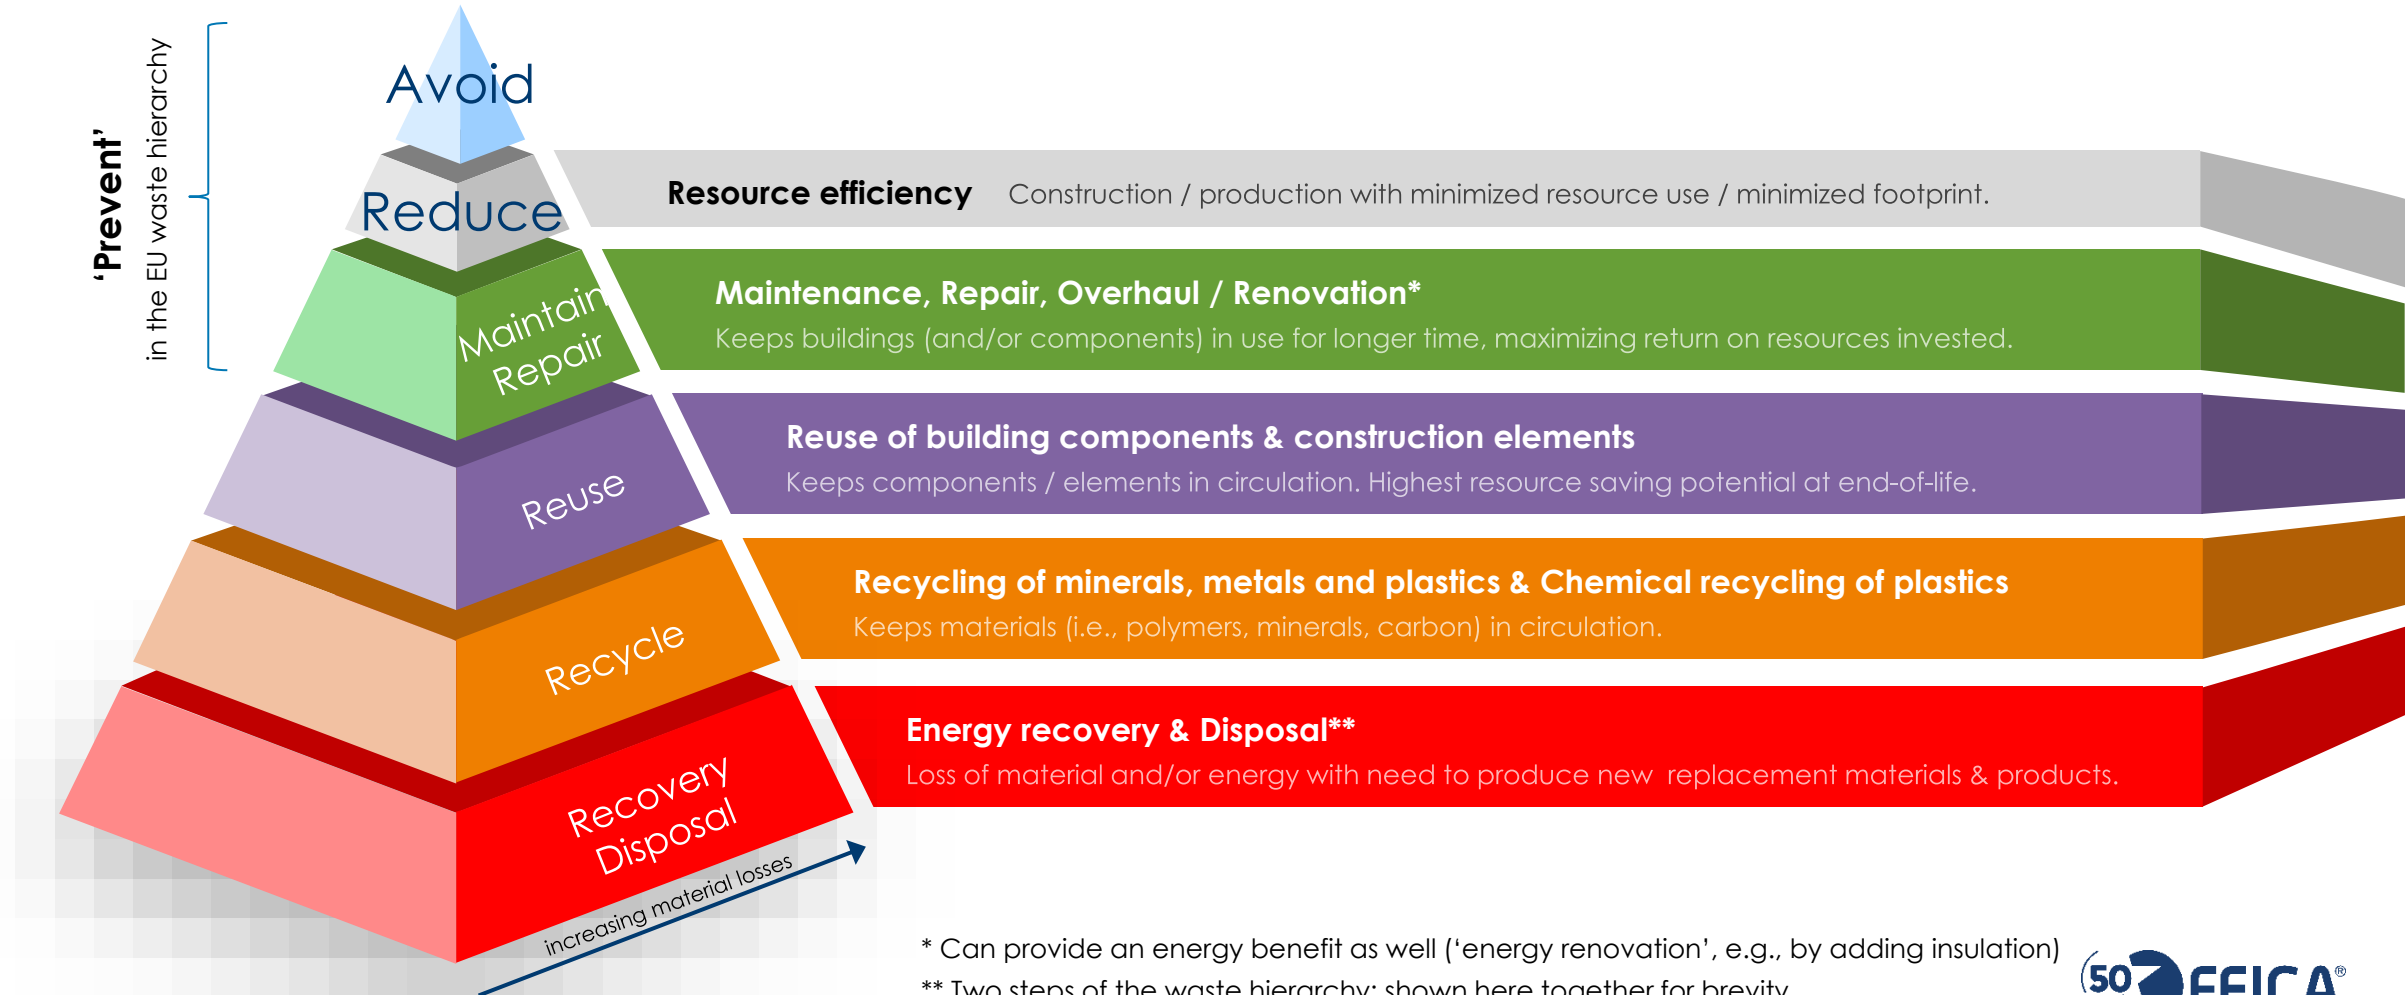 ‘Prevent’
in the EU waste hierarchy
Avoid
Reduce
Resource efficiency Construction / production with minimized resource use / minimized footprint.
Maintain
Repair
Maintenance, Repair, Overhaul / Renovation*
Keeps buildings (and/or components) in use for longer time, maximizing return on resources invested.
Reuse
Reuse of building components & construction elements
Keeps components / elements in circulation. Highest resource saving potential at end-of-life.
Recycle
Recycling of minerals, metals and plastics & Chemical recycling of plastics
Keeps materials (i.e., polymers, minerals, carbon) in circulation.
Recovery
Disposal
Energy recovery & Disposal**
Loss of material and/or energy with need to produce new replacement materials & products.
increasing material losses
* Can provide an energy benefit as well (‘energy renovation’, e.g., by adding insulation)
** Two steps of the waste hierarchy; shown here together for brevity
50 FEICA®